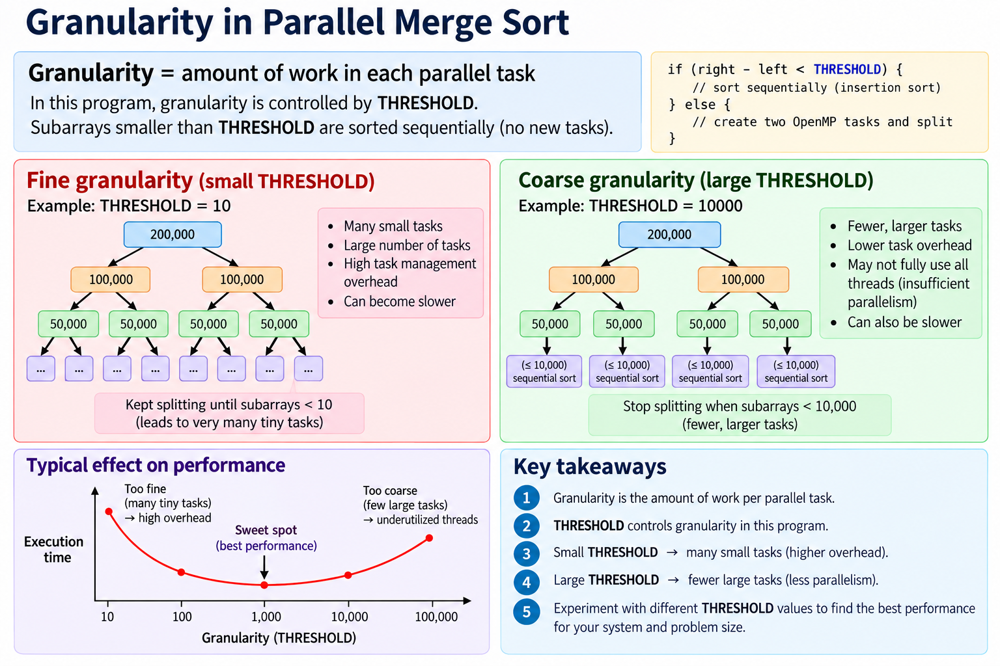 Granularity in Parallel Merge Sort
Granularity = amount of work in each parallel task
In this program, granularity is controlled by THRESHOLD.
Subarrays smaller than THRESHOLD are sorted sequentially (no new tasks).
if (right - left < THRESHOLD) {
// sort sequentially (insertion sort)
} else {
// create two OpenMP tasks and split
}
Fine granularity (small THRESHOLD)
Example: THRESHOLD = 10
200,000
100,000 100,000
50,000 50,000 50,000 50,000
... ... ... ... ... ... ... ...
• Many small tasks
• Large number of tasks
• High task management
overhead
• Can become slower
Kept splitting until subarrays < 10
(leads to very many tiny tasks)
Coarse granularity (large THRESHOLD)
Example: THRESHOLD = 10000
200,000
100,000 100,000
50,000 50,000 50,000 50,000
(≤ 10,000) (≤ 10,000) (≤ 10,000) (≤ 10,000)
sequential sort sequential sort sequential sort sequential sort
• Fewer, larger tasks
• Lower task overhead
• May not fully use all
threads (insufficient
parallelism)
• Can also be slower
Stop splitting when subarrays < 10,000
(fewer, larger tasks)
Typical effect on performance
Too fine
(many tiny tasks)
→ high overhead
Sweet spot
(best performance)
Too coarse
(few large tasks)
→ underutilized threads
Execution
time
10 100 1,000 10,000 100,000
Granularity (THRESHOLD)
Key takeaways
1 Granularity is the amount of work per parallel task.
2 THRESHOLD controls granularity in this program.
3 Small THRESHOLD → many small tasks (higher overhead).
4 Large THRESHOLD → fewer large tasks (less parallelism).
5 Experiment with different THRESHOLD values to find the best performance
for your system and problem size.